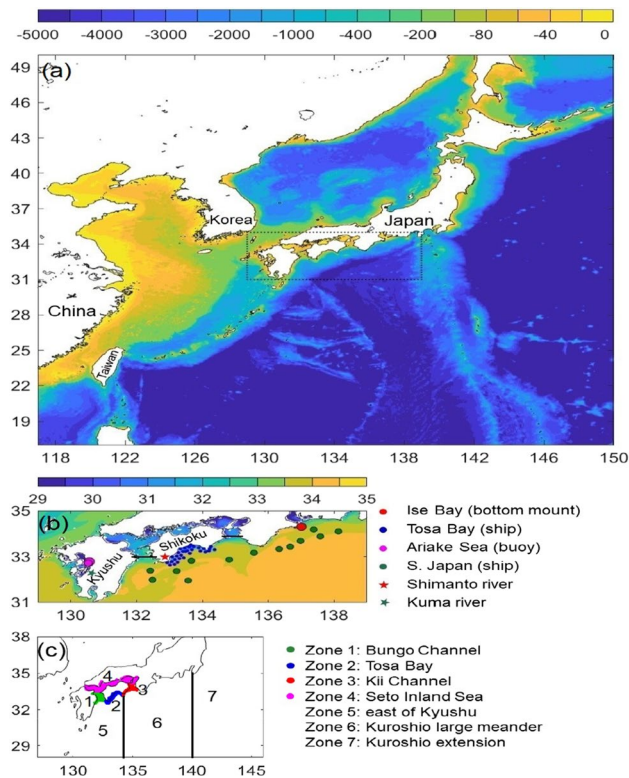 -5000 -4000 -3000 -2000 -1000 -400 -200 -80 -40 0
(a)
49
46
43
40
37
34
31
28
25
22
19
Korea
Japan
China
Taiwan
118 122 126 130 134 138 142 146 150
29 30 31 32 33 34 35
(b)
35
33
31
Kyushu
Shikoku
130 131 132 133 134 135 136 137 138
Ise Bay (bottom mount)
Tosa Bay (ship)
Ariake Sea (buoy)
S. Japan (ship)
Shimanto river
Kuma river
(c)
38
35
32
1
2
3
4
5
6
7
130 135 140 145
Zone 1: Bungo Channel
Zone 2: Tosa Bay
Zone 3: Kii Channel
Zone 4: Seto Inland Sea
Zone 5: east of Kyushu
Zone 6: Kuroshio large meander
Zone 7: Kuroshio extension